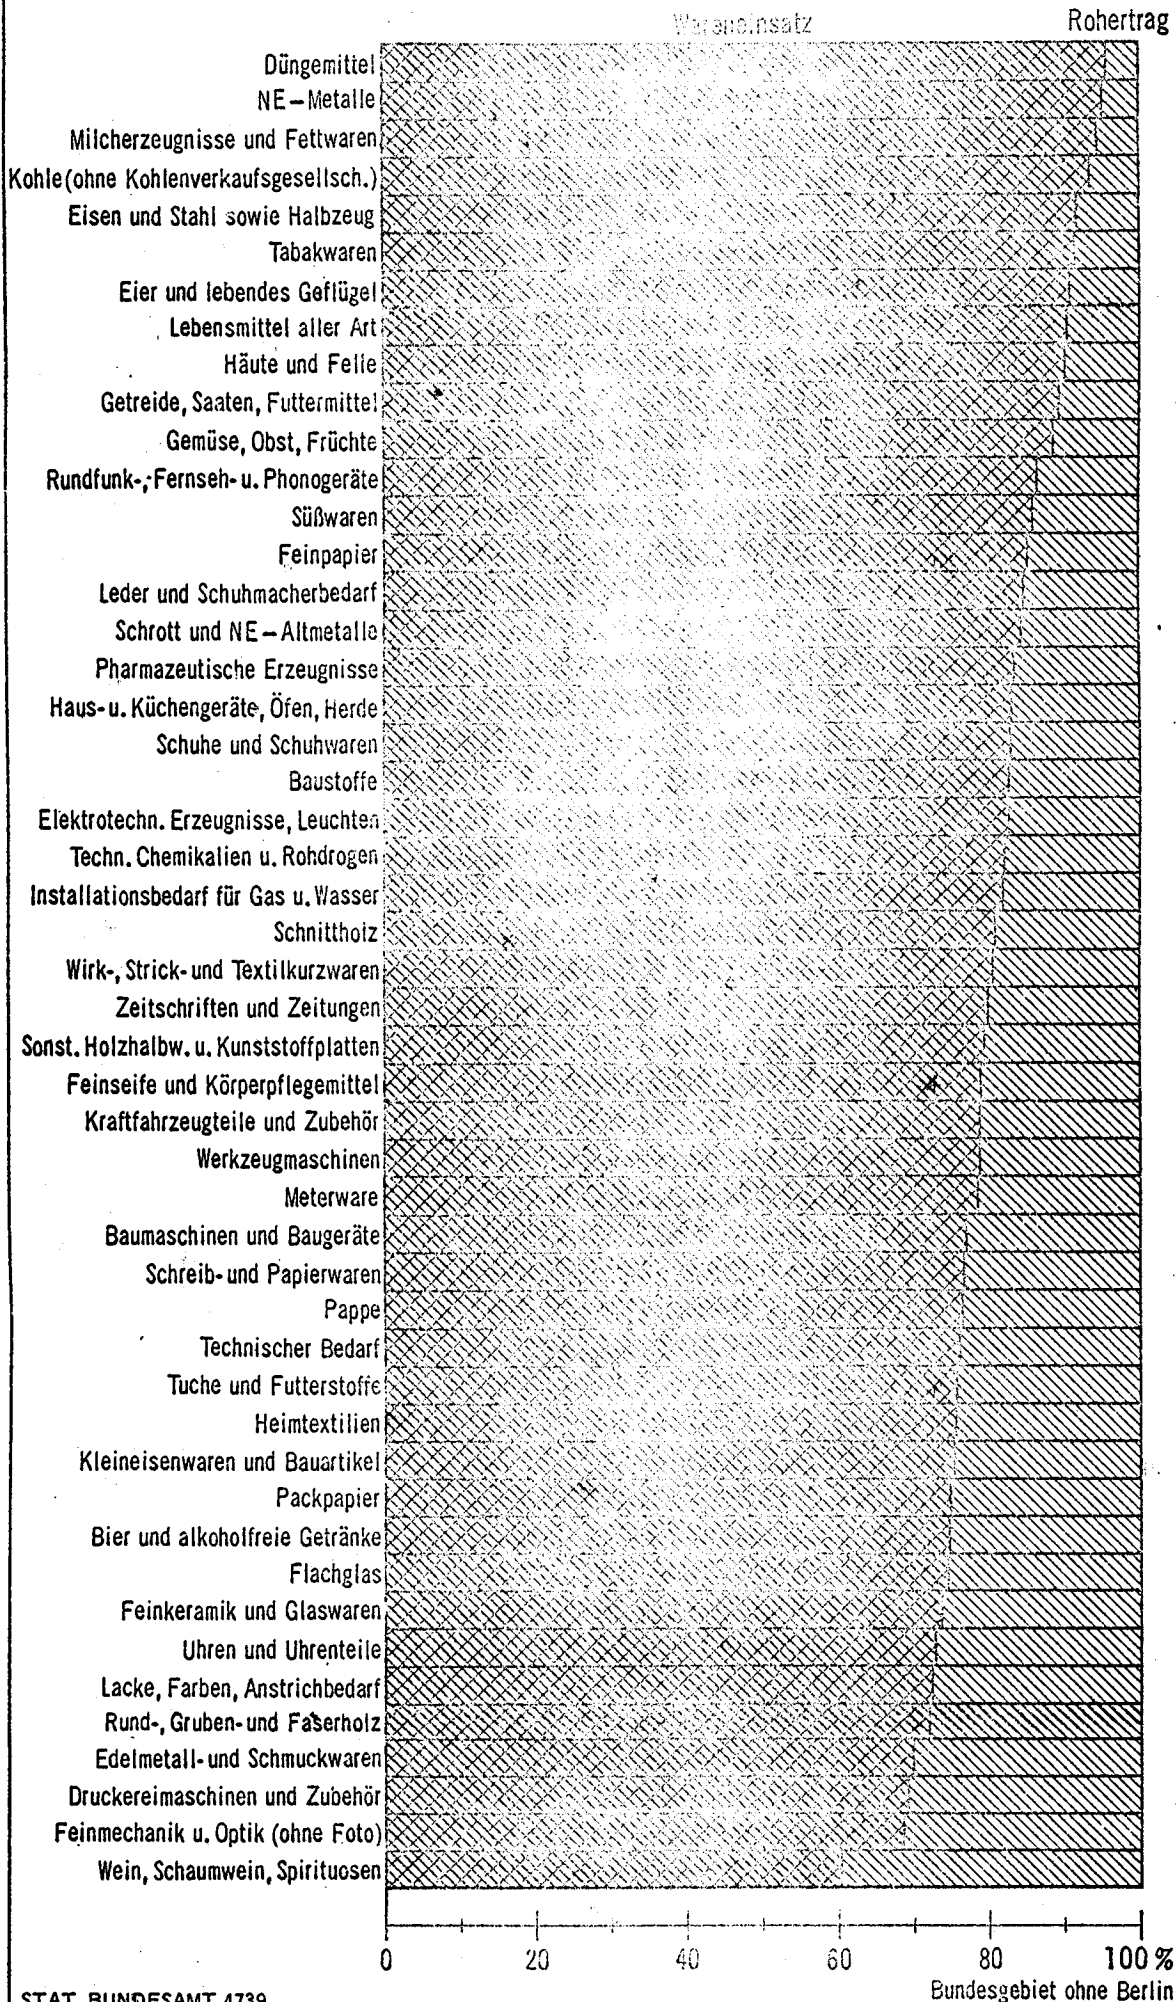 Wareneinsatz Rohertrag
Düngemittel
NE-Metalle
Milcherzeugnisse und Fettwaren
Kohle (ohne Kohlenverkaufsgesellsch.)
Eisen und Stahl sowie Halbzeug
Tabakwaren
Eier und lebendes Geflügel
Lebensmittel aller Art
Häute und Felle
Getreide, Saaten, Futtermittel
Gemüse, Obst, Früchte
Rundfunk-, Fernseh- u. Phonogeräte
Süßwaren
Feinpapier
Leder und Schuhmacherbedarf
Schrott und NE-Altmetalle
Pharmazeutische Erzeugnisse
Haus- u. Küchengeräte, Öfen, Herde
Schuhe und Schuhwaren
Baustoffe
Elektrotechn. Erzeugnisse, Leuchten
Techn. Chemikalien u. Rohdrogen
Installationsbedarf für Gas u. Wasser
Schnittholz
Wirk-, Strick- und Textilkurzwaren
Zeitschriften und Zeitungen
Sonst. Holzhalbw. u. Kunststoffplatten
Feinseife und Körperpflegemittel
Kraftfahrzeugteile und Zubehör
Werkzeugmaschinen
Meterware
Baumaschinen und Baugeräte
Schreib- und Papierwaren
Pappe
Technischer Bedarf
Tuche und Futterstoffe
Heimtextilien
Kleineisenwaren und Bauartikel
Packpapier
Bier und alkoholfreie Getränke
Flachglas
Feinkeramik und Glaswaren
Uhren und Uhrenteile
Lacke, Farben, Anstrichbedarf
Rund-, Gruben- und Faserholz
Edelmetall- und Schmuckwaren
Druckereimaschinen und Zubehör
Feinmechanik u. Optik (ohne Foto)
Wein, Schaumwein, Spirituosen
0 20 40 60 80 100 %
Bundesgebiet ohne Berlin
STAT. BUNDESAMT 4739